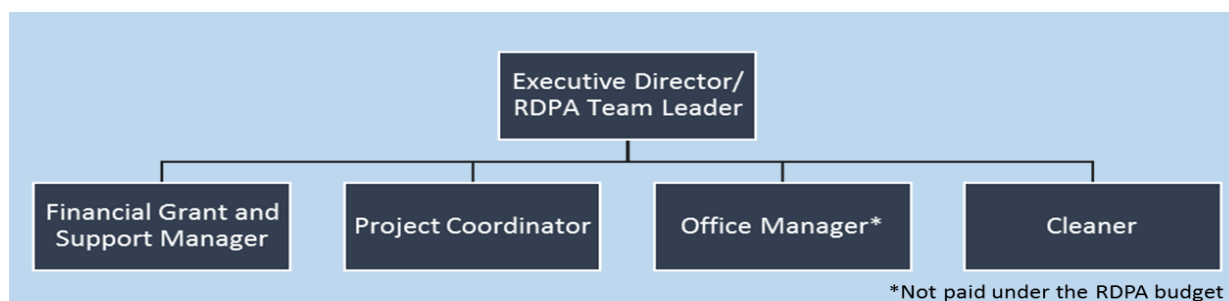 Executive Director/
RDPA Team Leader
Financial Grant and
Support Manager
Project Coordinator
Office Manager*
Cleaner
*Not paid under the RDPA budget